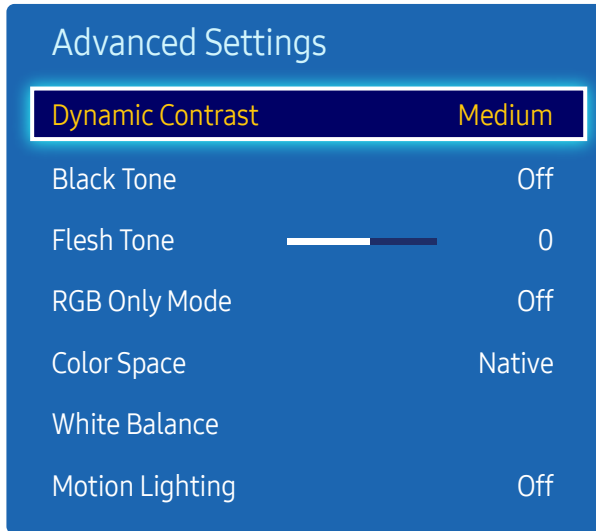 Advanced Settings
Dynamic Contrast Medium
Black Tone Off
Flesh Tone 0
RGB Only Mode Off
Color Space Native
White Balance
Motion Lighting Off